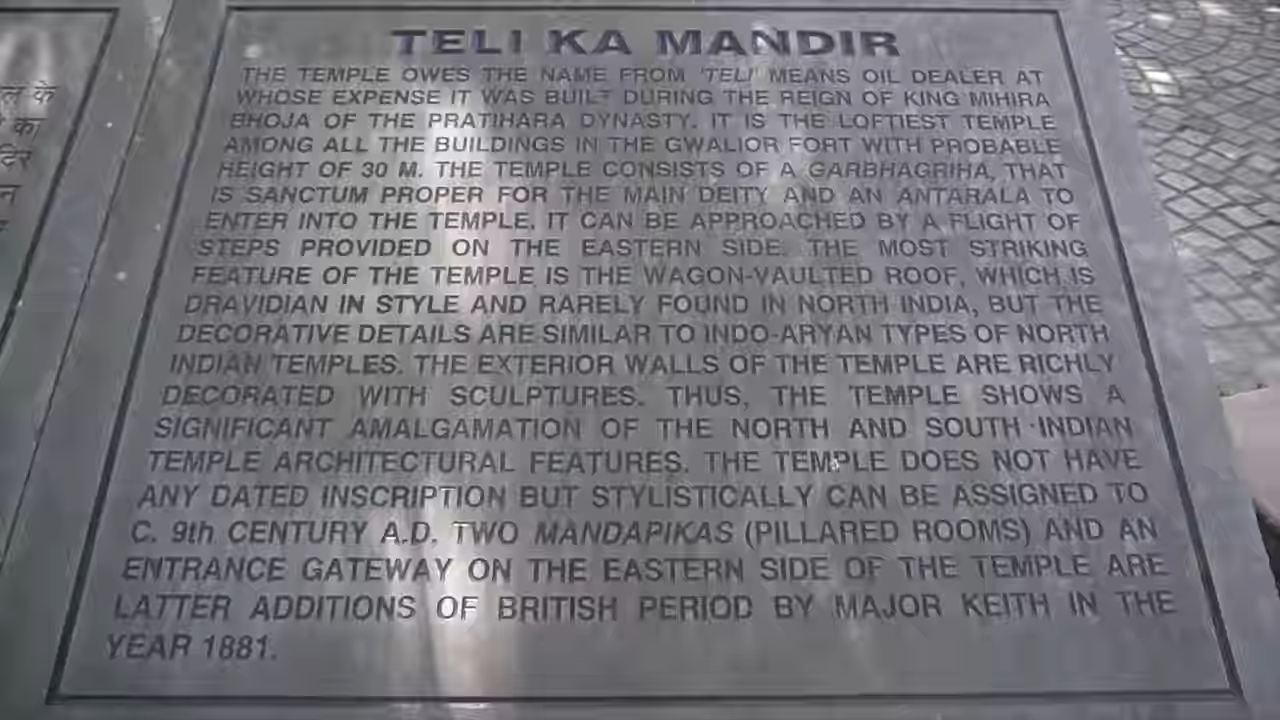 TELI KA MANDIR
THE TEMPLE OWES THE NAME FROM 'TELI' MEANS OIL DEALER AT
WHOSE EXPENSE IT WAS BUILT DURING THE REIGN OF KING MIHIRA
BHOJA OF THE PRATIHARA DYNASTY. IT IS THE LOFTIEST TEMPLE
AMONG ALL THE BUILDINGS IN THE GWALIOR FORT WITH PROBABLE
HEIGHT OF 30 M. THE TEMPLE CONSISTS OF A GARBHAGRIHA, THAT
IS SANCTUM PROPER FOR THE MAIN DEITY AND AN ANTARALA TO
ENTER INTO THE TEMPLE. IT CAN BE APPROACHED BY A FLIGHT OF
STEPS PROVIDED ON THE EASTERN SIDE. THE MOST STRIKING
FEATURE OF THE TEMPLE IS THE WAGON-VAULTED ROOF, WHICH IS
DRAVIDIAN IN STYLE AND RARELY FOUND IN NORTH INDIA, BUT THE
DECORATIVE DETAILS ARE SIMILAR TO INDO-ARYAN TYPES OF NORTH
INDIAN TEMPLES. THE EXTERIOR WALLS OF THE TEMPLE ARE RICHLY
DECORATED WITH SCULPTURES. THUS, THE TEMPLE SHOWS A
SIGNIFICANT AMALGAMATION OF THE NORTH AND SOUTH INDIAN
TEMPLE ARCHITECTURAL FEATURES. THE TEMPLE DOES NOT HAVE
ANY DATED INSCRIPTION BUT STYLISTICALLY CAN BE ASSIGNED TO
C. 9th CENTURY A.D. TWO MANDAPIKAS (PILLARED ROOMS) AND AN
ENTRANCE GATEWAY ON THE EASTERN SIDE OF THE TEMPLE ARE
LATTER ADDITIONS OF BRITISH PERIOD BY MAJOR KEITH IN THE
YEAR 1881.